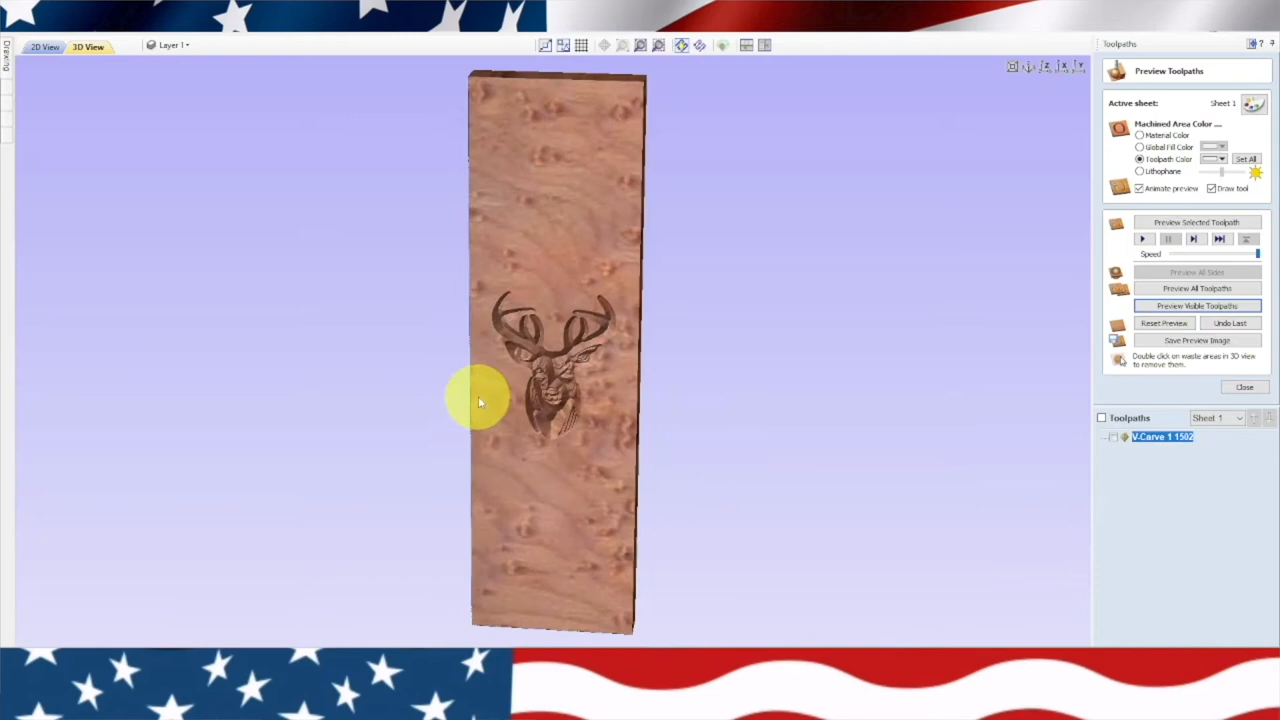 Drawing
2D View
3D View
Layer 1
Toolpaths
Preview Toolpaths
Active sheet:
Sheet 1
Machined Area Color ...
Material Color
Global Fill Color
Toolpath Color
Set All
Lithophane
Animate preview
Draw tool
Preview Selected Toolpath
Speed
Preview All Sides
Preview All Toolpaths
Preview Visible Toolpaths
Reset Preview
Undo Last
Save Preview Image
Double click on waste areas in 3D view
to remove them.
Close
Toolpaths
Sheet 1
V-Carve 1 1502